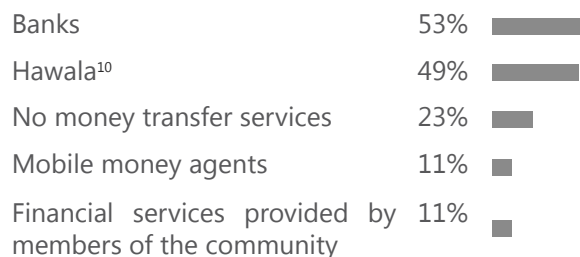 Banks 53%
Hawala¹⁰ 49%
No money transfer services 23%
Mobile money agents 11%
Financial services provided by 11%
members of the community